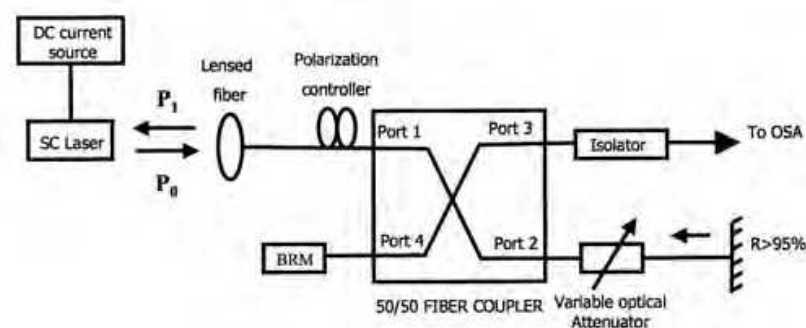 DC current
source
SC Laser
P₁
P₀
Lensed
fiber
Polarization
controller
Port 1
Port 3
Port 4
Port 2
BRM
50/50 FIBER COUPLER
Isolator
To OSA
Variable optical
Attenuator
R>95%